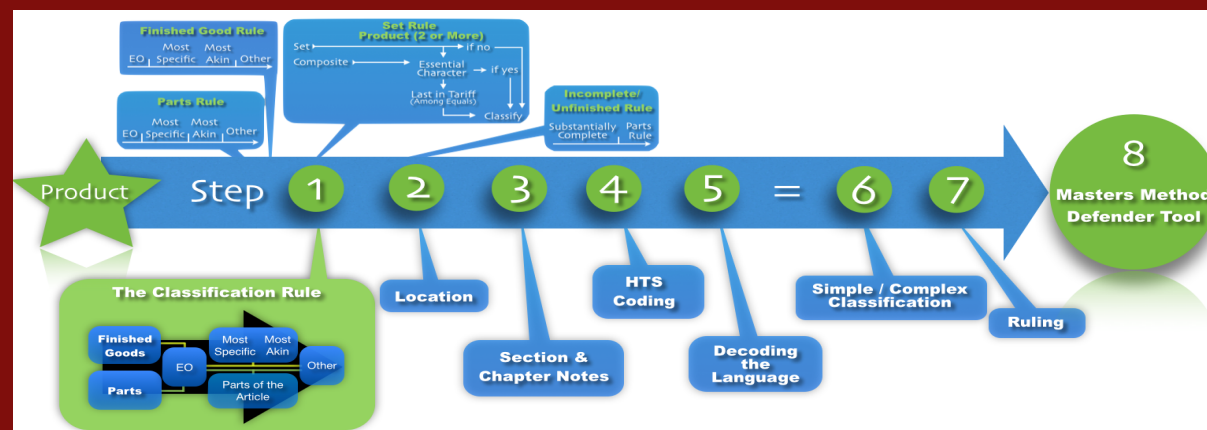 Finished Good Rule
EO
Most
Specific
Most
Akin
Other
Parts Rule
EO
Most
Specific
Most
Akin
Other
Set Rule
Product (2 or More)
Set
if no
Composite
Essential
Character
if yes
Last in Tariff
(Among Equals)
Classify
Incomplete/
Unfinished Rule
Substantially
Complete
Parts
Rule
Product
Step
1
2
3
4
5
=
6
7
8
Masters Method
Defender Tool
The Classification Rule
Finished
Goods
Parts
EO
Most
Specific
Most
Akin
Parts of the
Article
Other
Location
Section &
Chapter Notes
HTS
Coding
Decoding
the
Language
Simple / Complex
Classification
Ruling